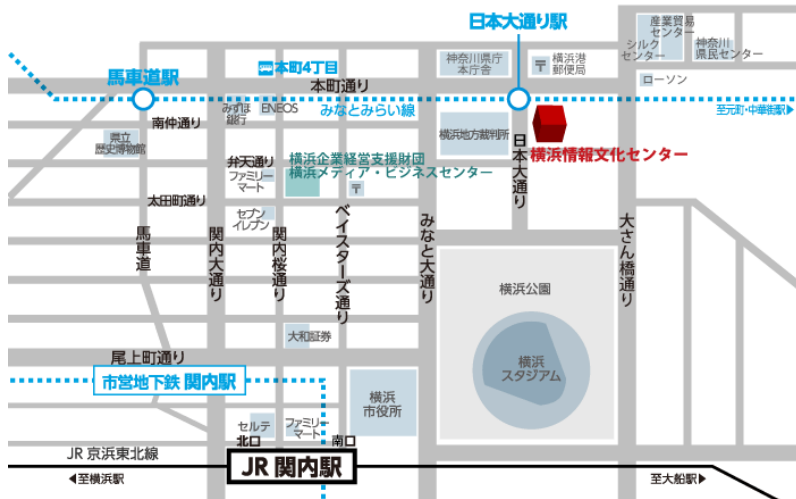 日本大通り駅
産業貿易
センター
シルク
センター
神奈川
県民センター
神奈川県庁
本庁舎
〒
横浜港
郵便局
ローソン
本町4丁目
馬車道駅
本町通り
みなとみらい線
至元町・中華街駅▶
南仲通り
みずほ
銀行
ENEOS
県立
歴史博物館
横浜地方裁判所
日本大通り
横浜情報文化センター
弁天通り
ファミリー
マート
横浜企業経営支援財団
横浜メディア・ビジネスセンター
〒
太田町通り
セブン
イレブン
馬車道
関内大通り
関内桜通り
ベイスターズ通り
みなと大通り
大さん橋通り
横浜公園
横浜
スタジアム
大和証券
尾上町通り
市営地下鉄 関内駅
横浜
市役所
セルテ
ファミリー
マート
北口
南口
JR 京浜東北線
JR 関内駅
◀至横浜駅
至大船駅▶